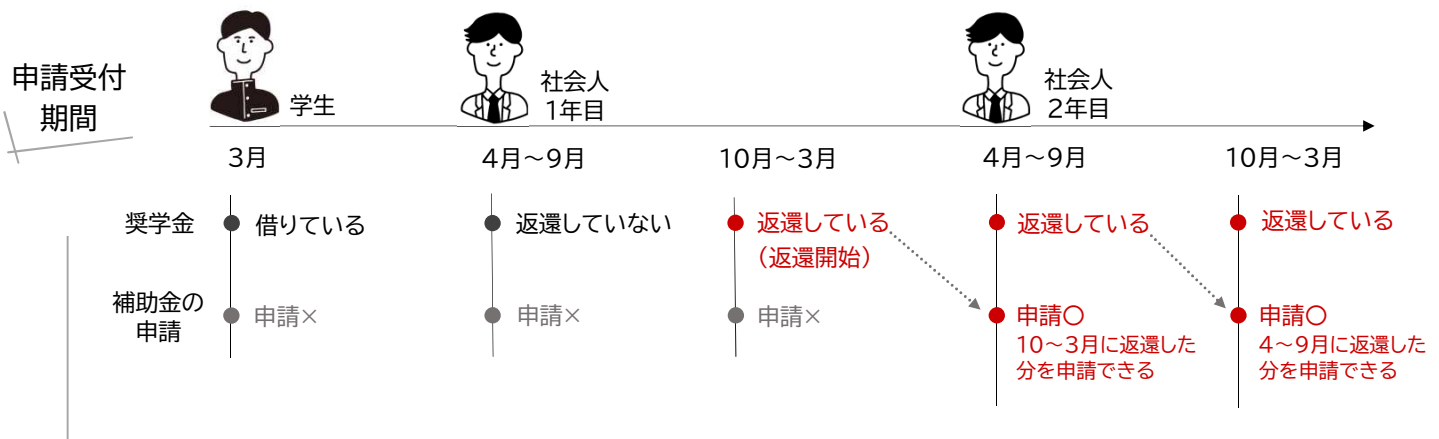 申請受付
期間
学生
社会人
1年目
社会人
2年目
3月
4月～9月
10月～3月
4月～9月
10月～3月
奨学金
借りている
返還していない
返還している
（返還開始）
返還している
返還している
補助金の
申請
申請×
申請×
申請×
申請〇
10～3月に返還した
分を申請できる
申請〇
4～9月に返還した
分を申請できる